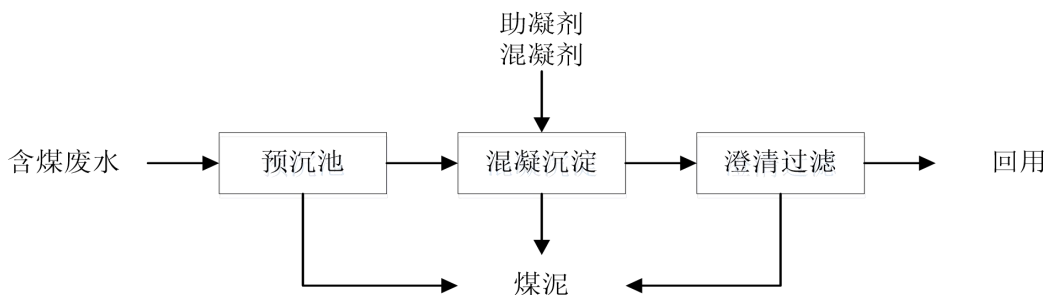 助凝剂
混凝剂
含煤废水
预沉池
混凝沉淀
澄清过滤
回用
煤泥